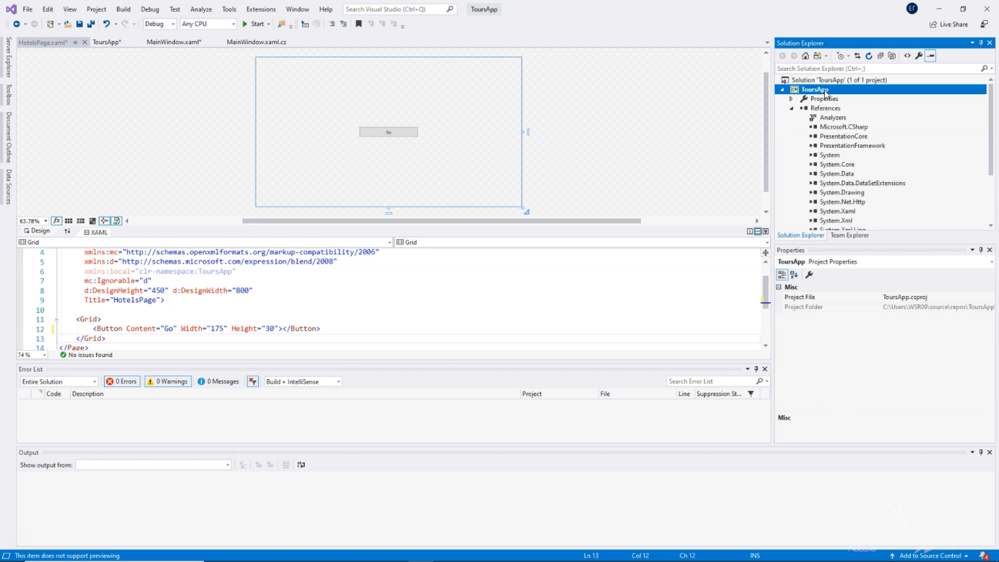 File Edit View Project Build Debug Test Analyze Tools Extensions Window Help Search Visual Studio (Ctrl+Q) ToursApp ЕГ
Debug Any CPU Start Live Share
HotelsPage.xaml* ToursApp* MainWindow.xaml* MainWindow.xaml.cs
Server Explorer
Toolbox
Document Outline
Data Sources
Go
63.78%
Design XAML
Grid Grid
4 xmlns:mc="http://schemas.openxmlformats.org/markup-compatibility/2006"
5 xmlns:d="http://schemas.microsoft.com/expression/blend/2008"
6 xmlns:local="clr-namespace:ToursApp"
7 mc:Ignorable="d"
8 d:DesignHeight="450" d:DesignWidth="800"
9 Title="HotelsPage">
10
11 <Grid>
12 <Button Content="Go" Width="175" Height="30"></Button>
13 </Grid>
14 </Page>
74 % No issues found
Error List
Entire Solution 0 Errors 0 Warnings 0 Messages Build + IntelliSense Search Error List
Code Description Project File Line Suppression St...
Output
Show output from:
Solution Explorer
Search Solution Explorer (Ctrl+;)
Solution 'ToursApp' (1 of 1 project)
ToursApp
Properties
References
Analyzers
Microsoft.CSharp
PresentationCore
PresentationFramework
System
System.Core
System.Data
System.Data.DataSetExtensions
System.Drawing
System.Net.Http
System.Xaml
System.Xml
System.Xml.Linq
Solution Explorer Team Explorer
Properties
ToursApp Project Properties
Misc
Project File ToursApp.csproj
Project Folder C:\Users\WSR09\source\repos\ToursApp\
Misc
This item does not support previewing Ln 13 Col 12 Ch 12 INS Add to Source Control 4